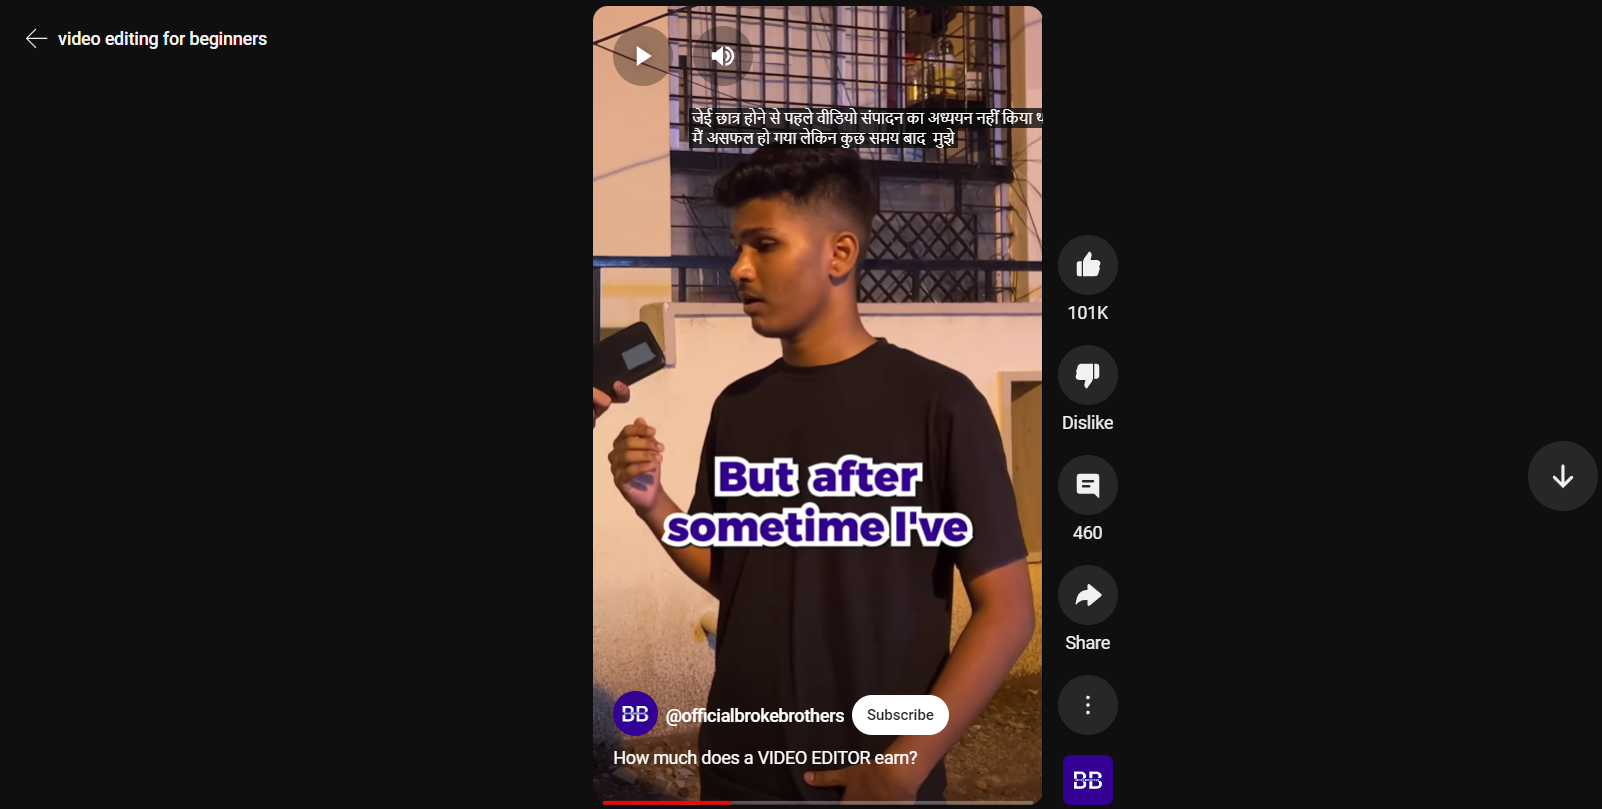 video editing for beginners
जेई छात्र होने से पहले वीडियो संपादन का अध्ययन नहीं किया
मैं असफल हो गया लेकिन कुछ समय बाद मुझे
But after
sometime I've
101K
Dislike
460
Share
BB
@officialbrokebrothers
Subscribe
How much does a VIDEO EDITOR earn?
BB